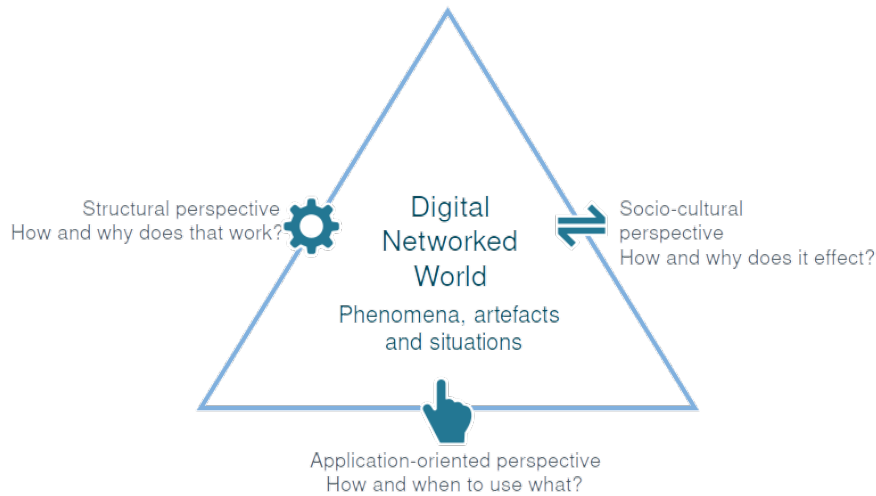 Structural perspective
How and why does that work?
Digital
Networked
World
Phenomena, artefacts
and situations
Socio-cultural
perspective
How and why does it effect?
Application-oriented perspective
How and when to use what?